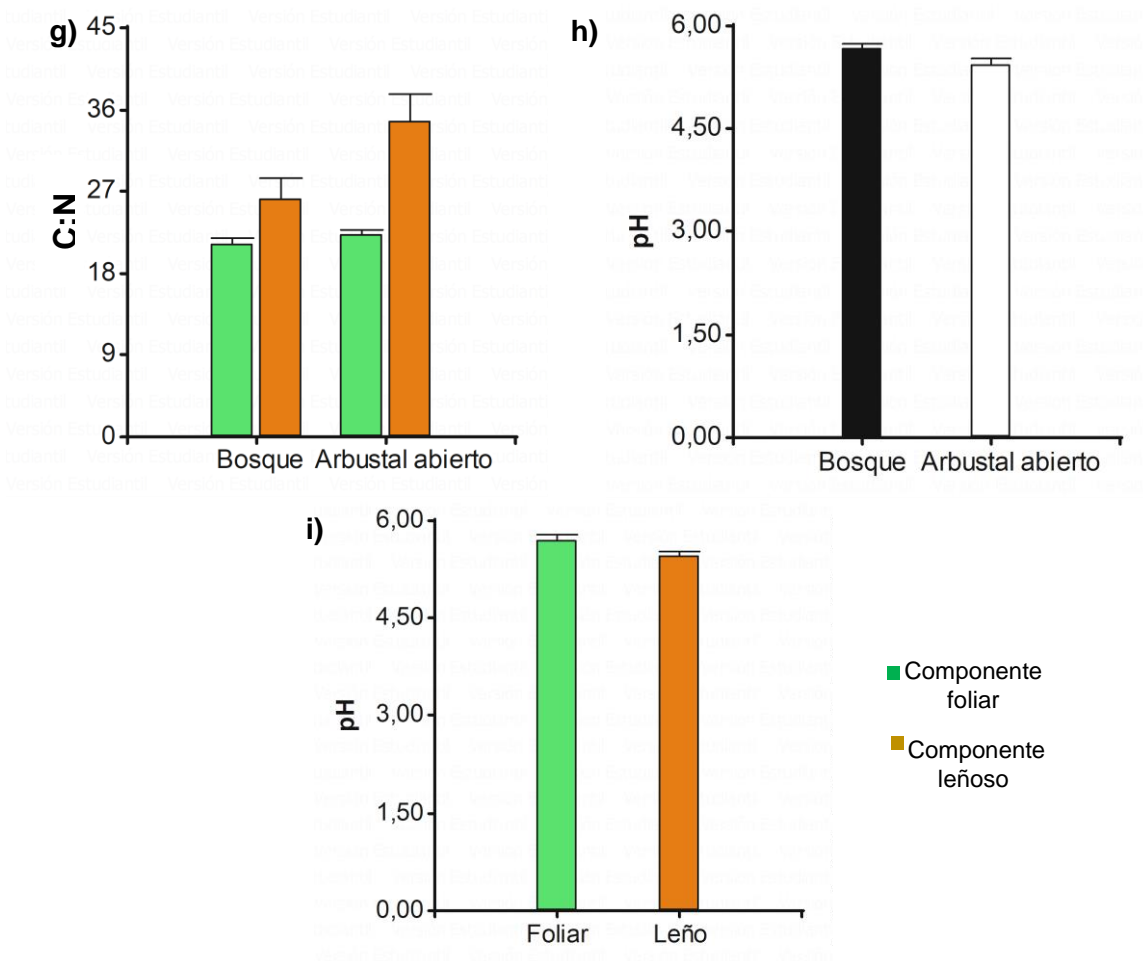 g)
45
36
27
18
9
0
C:N
Bosque Arbustal abierto
h)
6,00
4,50
3,00
1,50
0,00
pH
Bosque Arbustal abierto
i)
6,00
4,50
3,00
1,50
0,00
pH
Foliar Leño
Componente
foliar
Componente
leñoso
Versión Estudiantil